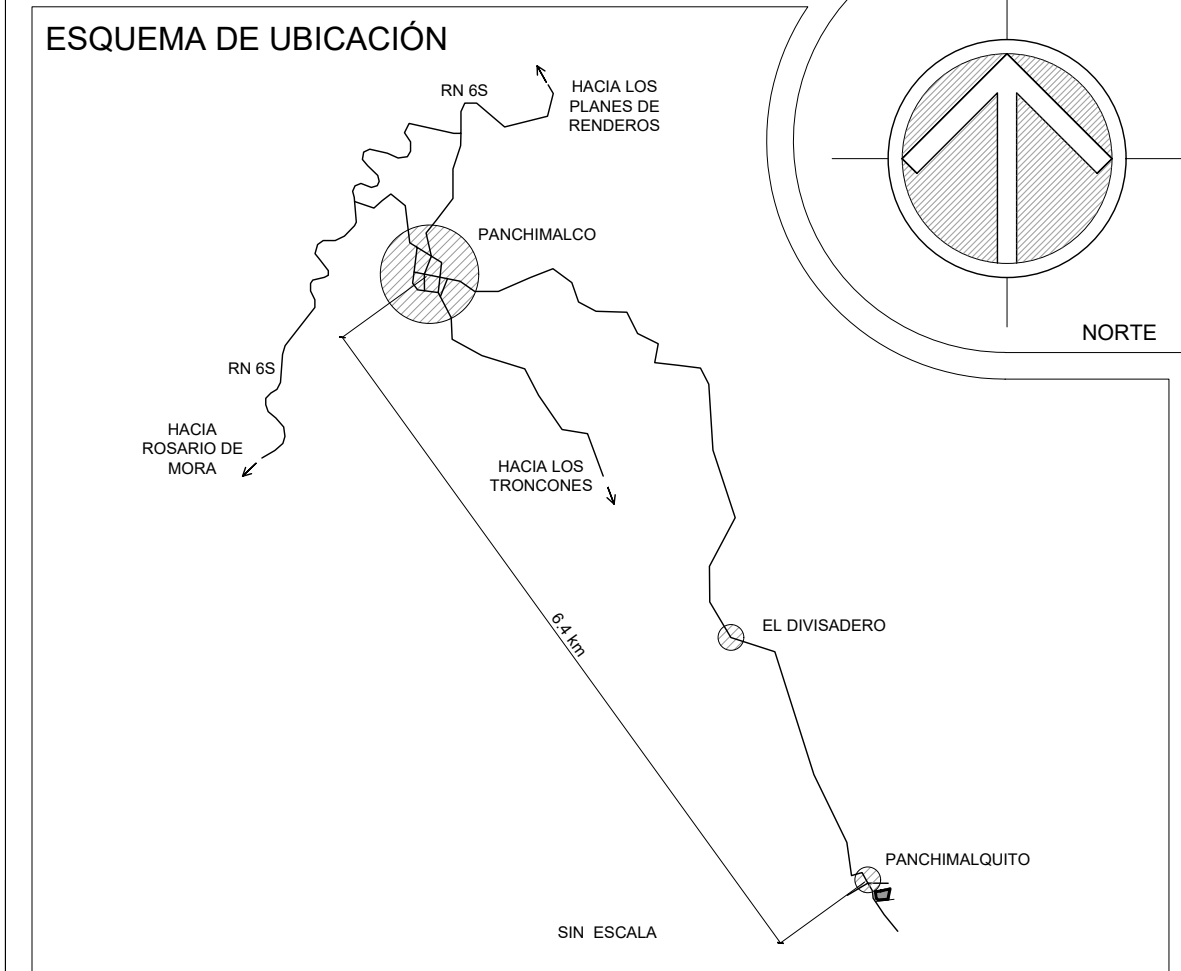 ESQUEMA DE UBICACIÓN
RN 6S
HACIA LOS
PLANES DE
RENDEROS
PANCHIMALCO
NORTE
RN 6S
HACIA
ROSARIO DE
MORA
HACIA LOS
TRONCONES
6.4 km
EL DIVISADERO
PANCHIMALQUITO
SIN ESCALA